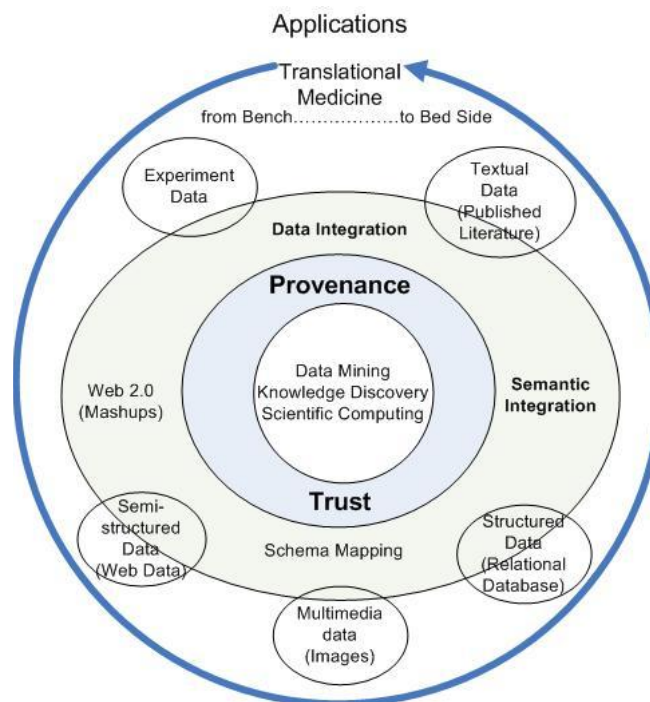 Applications
Translational
Medicine
from Bench...................to Bed Side
Experiment
Data
Textual
Data
(Published
Literature)
Data Integration
Provenance
Data Mining
Knowledge Discovery
Scientific Computing
Web 2.0
(Mashups)
Semantic
Integration
Trust
Semi-
structured
Data
(Web Data)
Schema Mapping
Structured
Data
(Relational
Database)
Multimedia
data
(Images)